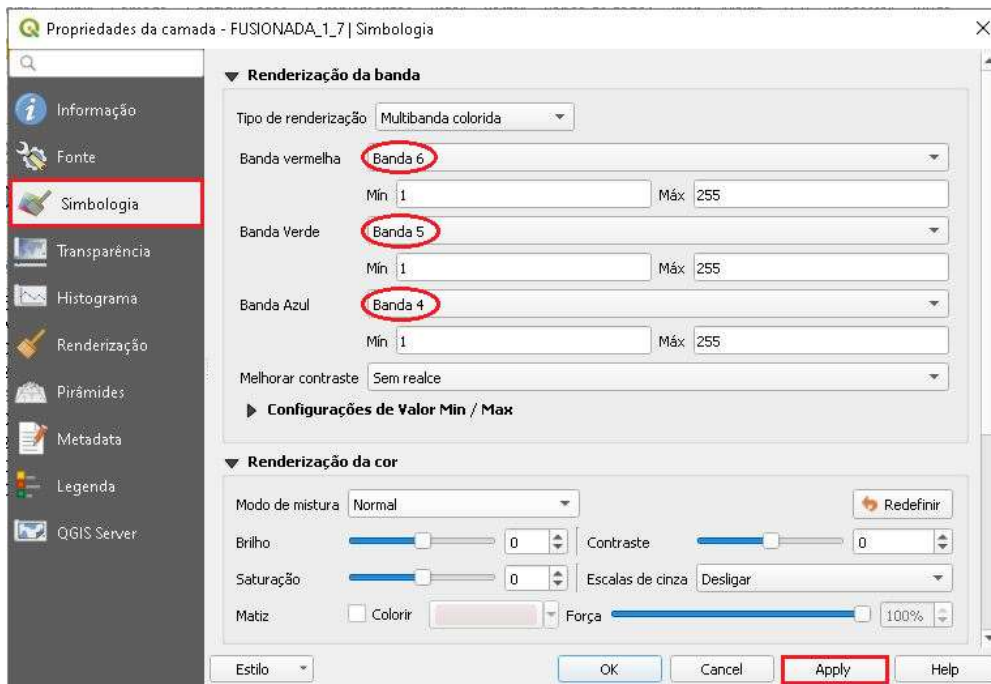 Propriedades da camada - FUSIONADA_1_7 | Simbologia
Informação
Fonte
Simbologia
Transparência
Histograma
Renderização
Pirâmides
Metadata
Legenda
QGIS Server
Renderização da banda
Tipo de renderização Multibanda colorida
Banda vermelha Banda 6
Mín 1 Máx 255
Banda Verde Banda 5
Mín 1 Máx 255
Banda Azul Banda 4
Mín 1 Máx 255
Melhorar contraste Sem realce
Configurações de Valor Min / Max
Renderização da cor
Modo de mistura Normal Redefinir
Brilho 0 Contraste 0
Saturação 0 Escalas de cinza Desligar
Matiz Colorir Força 100%
Estilo OK Cancel Apply Help